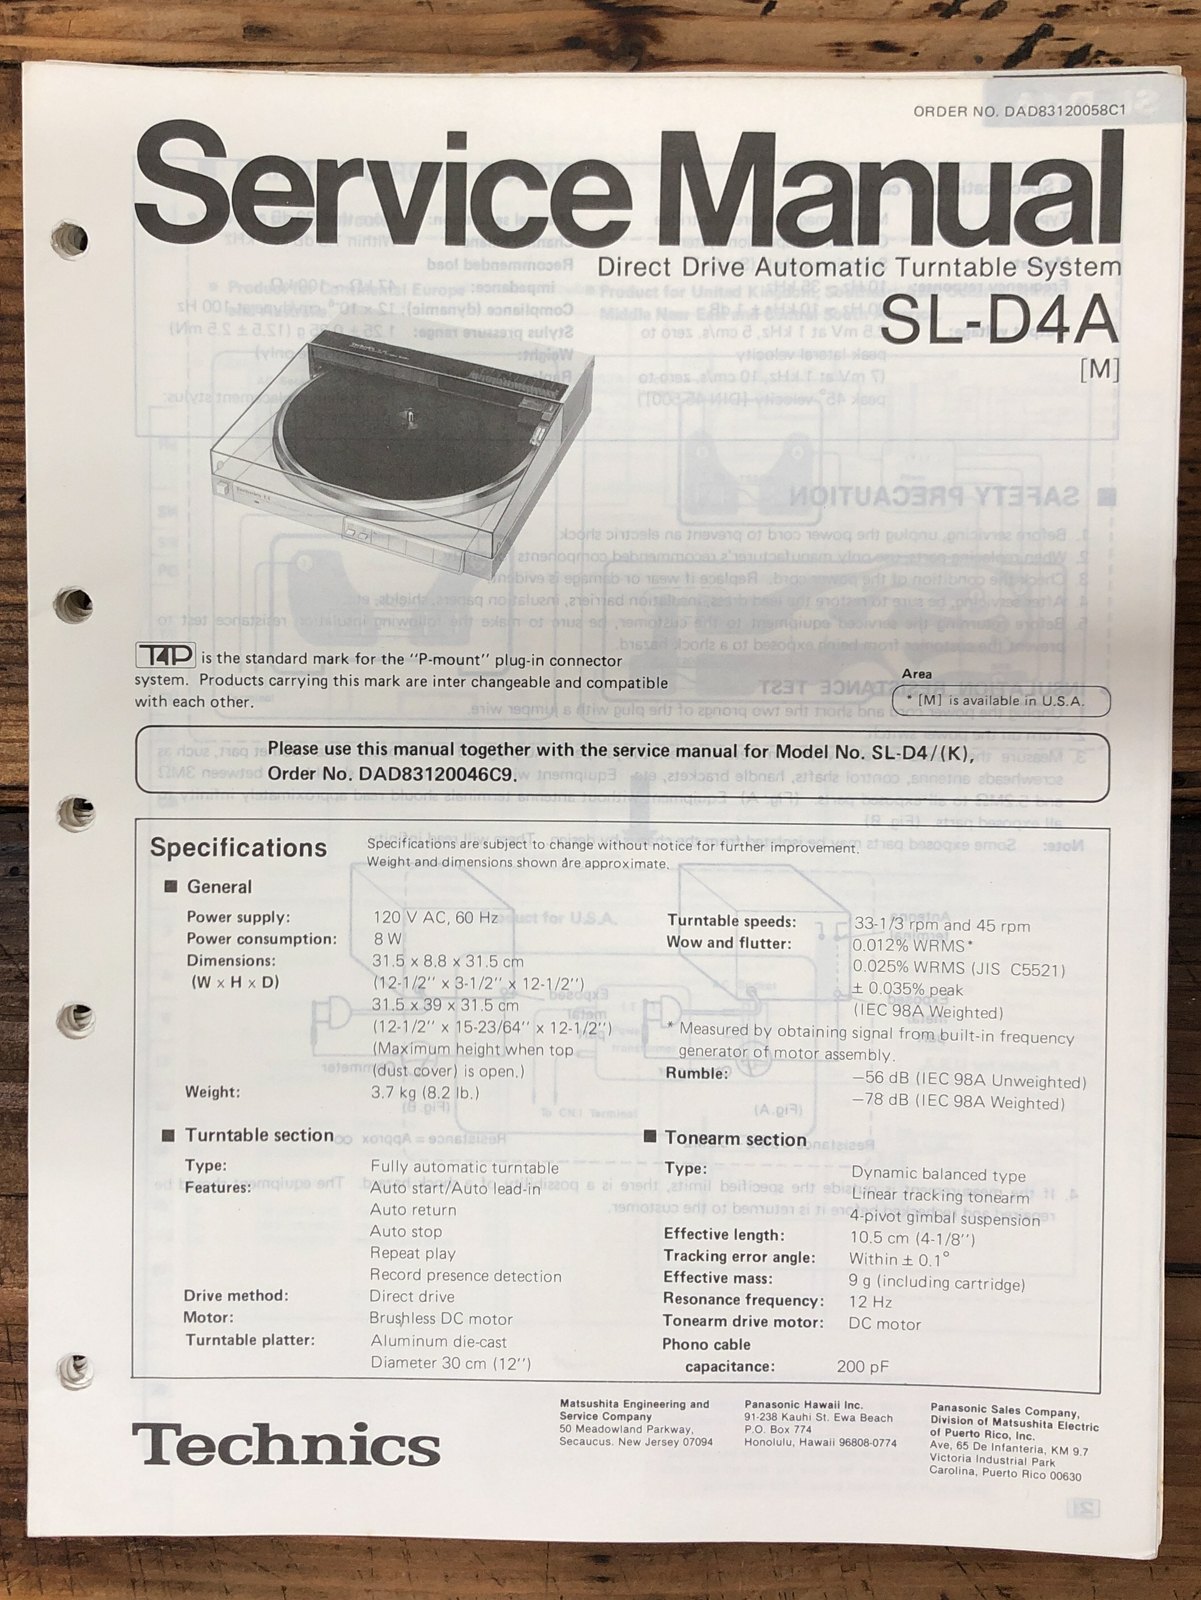 ORDER NO. DAD83120058C1
Service Manual
Direct Drive Automatic Turntable System
SL-D4A
[M]
T4P is the standard mark for the "P-mount" plug-in connector
system. Products carrying this mark are inter changeable and compatible
with each other.
Area
* [M] is available in U.S.A.
Please use this manual together with the service manual for Model No. SL-D4/(K),
Order No. DAD83120046C9.
Specifications
Specifications are subject to change without notice for further improvement.
Weight and dimensions shown are approximate.
■ General
Power supply: 120 V AC, 60 Hz
Power consumption: 8 W
Dimensions: 31.5 x 8.8 x 31.5 cm
(W x H x D) (12-1/2'' x 3-1/2'' x 12-1/2'')
31.5 x 39 x 31.5 cm
(12-1/2'' x 15-23/64'' x 12-1/2'')
(Maximum height when top
(dust cover) is open.)
Weight: 3.7 kg (8.2 lb.)
Turntable speeds: 33-1/3 rpm and 45 rpm
Wow and flutter: 0.012% WRMS*
0.025% WRMS (JIS C5521)
± 0.035% peak
(IEC 98A Weighted)
* Measured by obtaining signal from built-in frequency
generator of motor assembly.
Rumble: −56 dB (IEC 98A Unweighted)
−78 dB (IEC 98A Weighted)
■ Turntable section
Type: Fully automatic turntable
Features: Auto start/Auto lead-in
Auto return
Auto stop
Repeat play
Record presence detection
Drive method: Direct drive
Motor: Brushless DC motor
Turntable platter: Aluminum die-cast
Diameter 30 cm (12'')
■ Tonearm section
Type: Dynamic balanced type
Linear tracking tonearm
4-pivot gimbal suspension
Effective length: 10.5 cm (4-1/8'')
Tracking error angle: Within ± 0.1°
Effective mass: 9 g (including cartridge)
Resonance frequency: 12 Hz
Tonearm drive motor: DC motor
Phono cable
capacitance: 200 pF
Technics
Matsushita Engineering and
Service Company
50 Meadowland Parkway,
Secaucus. New Jersey 07094
Panasonic Hawaii Inc.
91-238 Kauhi St. Ewa Beach
P.O. Box 774
Honolulu, Hawaii 96808-0774
Panasonic Sales Company,
Division of Matsushita Electric
of Puerto Rico, Inc.
Ave, 65 De Infanteria, KM 9.7
Victoria Industrial Park
Carolina, Puerto Rico 00630